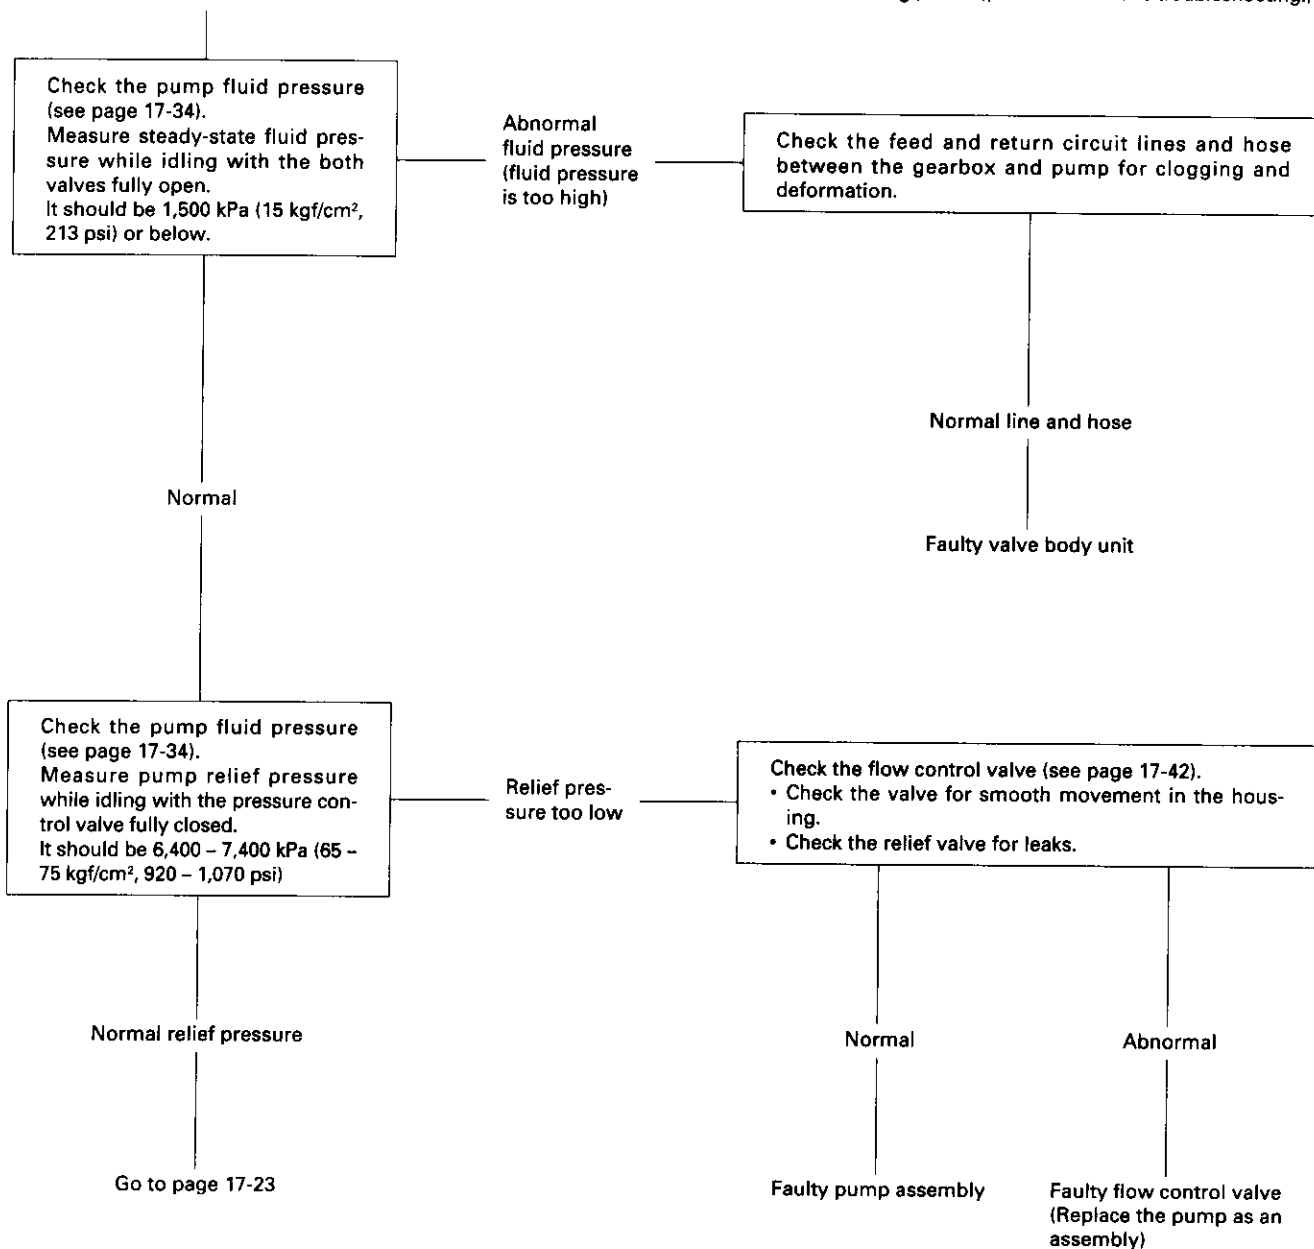 Check the pump fluid pressure
(see page 17-34).
Measure steady-state fluid pres-
sure while idling with the both
valves fully open.
It should be 1,500 kPa (15 kgf/cm²,
213 psi) or below.
Abnormal
fluid pressure
(fluid pressure
is too high)
Check the feed and return circuit lines and hose
between the gearbox and pump for clogging and
deformation.
Normal line and hose
Normal
Faulty valve body unit
Check the pump fluid pressure
(see page 17-34).
Measure pump relief pressure
while idling with the pressure con-
trol valve fully closed.
It should be 6,400 – 7,400 kPa (65 –
75 kgf/cm², 920 – 1,070 psi)
Relief pres-
sure too low
Check the flow control valve (see page 17-42).
• Check the valve for smooth movement in the hous-
ing.
• Check the relief valve for leaks.
Normal relief pressure
Normal
Abnormal
Go to page 17-23
Faulty pump assembly
Faulty flow control valve
(Replace the pump as an
assembly)